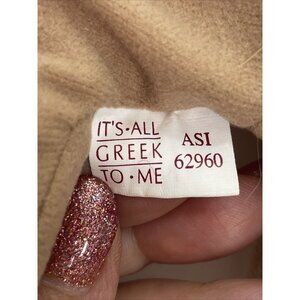 IT'S·ALL
GREEK
TO·ME
ASI
62960